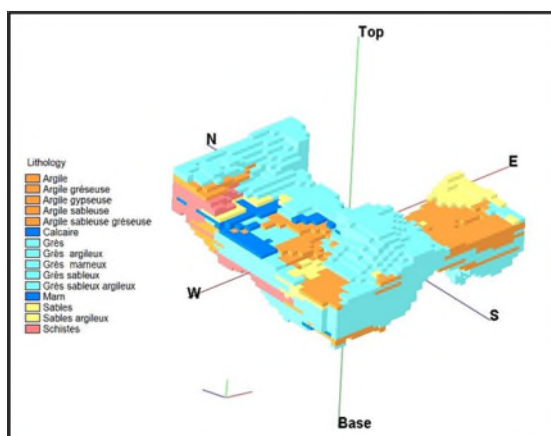 Top
N
E
Lithology
Argile
Argile gréseuse
Argile gypseuse
Argile sableuse
Argile sableuse gréseuse
Calcaire
Grès
Grès argileux
Grès marneux
Grès sableux
Grès sableux argileux
Marn
Sables
Sables argileux
Schistes
W
S
Base